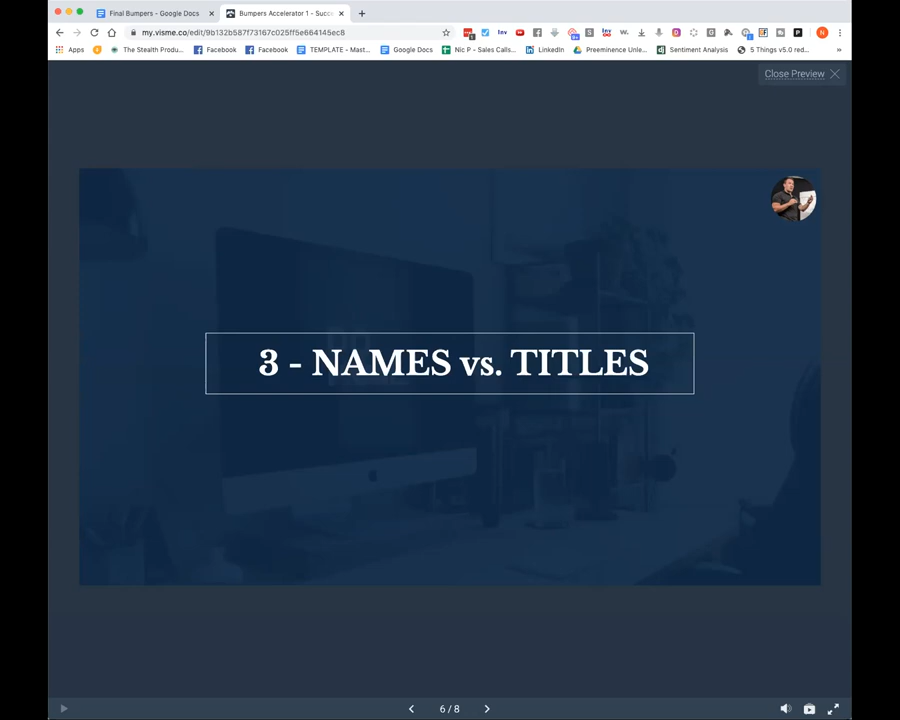 Final Bumpers - Google Docs
Bumpers Accelerator 1 - Succ
my.visme.co/edit/9b132b587f73167c025ff5e664145ec8
Apps
The Stealth Produc...
Facebook
Facebook
TEMPLATE - Mast...
Google Docs
Nic P - Sales Calls...
LinkedIn
Preeminence Unle...
Sentiment Analysis
5 Things v5.0 red...
»
Close Preview
3 - NAMES vs. TITLES
6 / 8